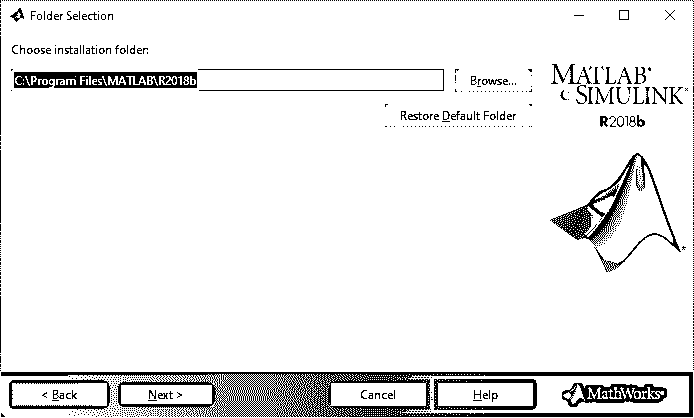 Folder Selection
Choose installation folder:
C:\Program Files\MATLAB\R2018b
Browse...
Restore Default Folder
MATLAB®
SIMULINK®
R2018b
< Back
Next >
Cancel
Help
MathWorks®